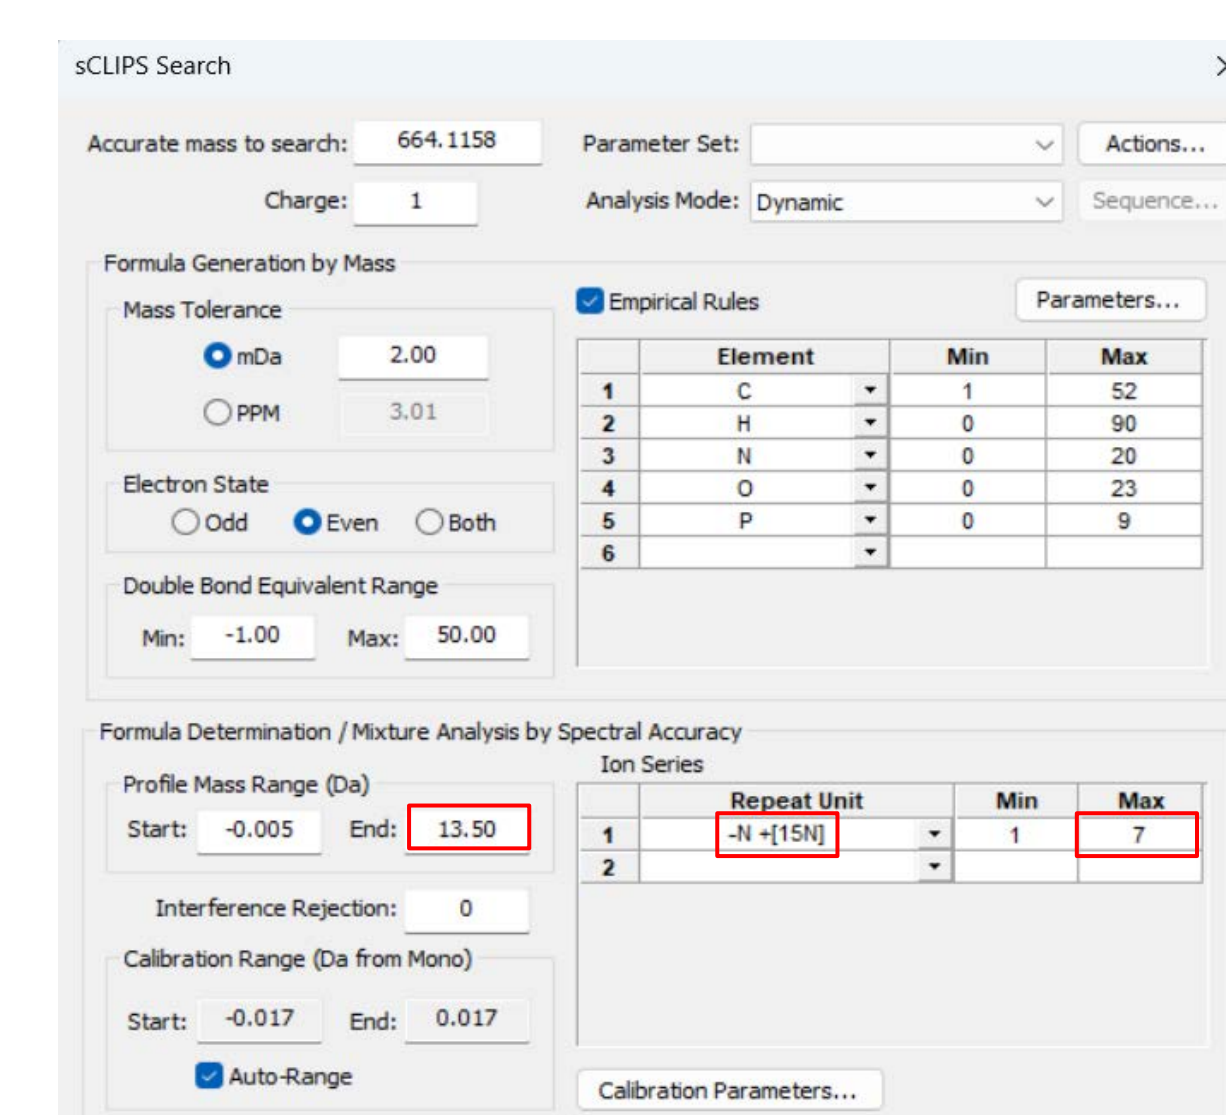 sCLIPS Search
Accurate mass to search: 664.1158 Parameter Set: Actions...
Charge: 1 Analysis Mode: Dynamic Sequence...
Formula Generation by Mass
Mass Tolerance
Empirical Rules Parameters...
mDa 2.00
PPM 3.01
Element Min Max
1 C 1 52
2 H 0 90
3 N 0 20
4 O 0 23
5 P 0 9
6
Electron State
Odd Even Both
Double Bond Equivalent Range
Min: -1.00 Max: 50.00
Formula Determination / Mixture Analysis by Spectral Accuracy
Profile Mass Range (Da)
Start: -0.005 End: 13.50
Ion Series
Repeat Unit Min Max
1 -N +[15N] 1 7
2
Interference Rejection: 0
Calibration Range (Da from Mono)
Start: -0.017 End: 0.017
Auto-Range
Calibration Parameters...